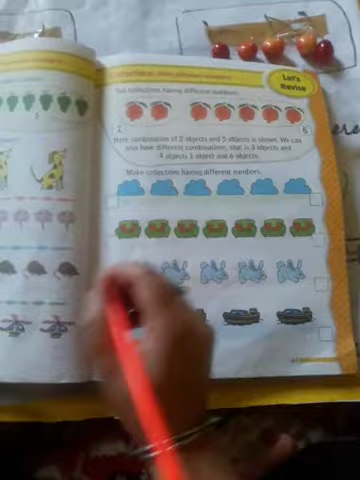 Let's
Revise
collections having different numbers.
2
5
Here combination of 2 objects and 5 objects is shown. We can
also have different combinations, that is 3 objects and
4 objects 1 object and 6 objects.
Make collections having different numbers.